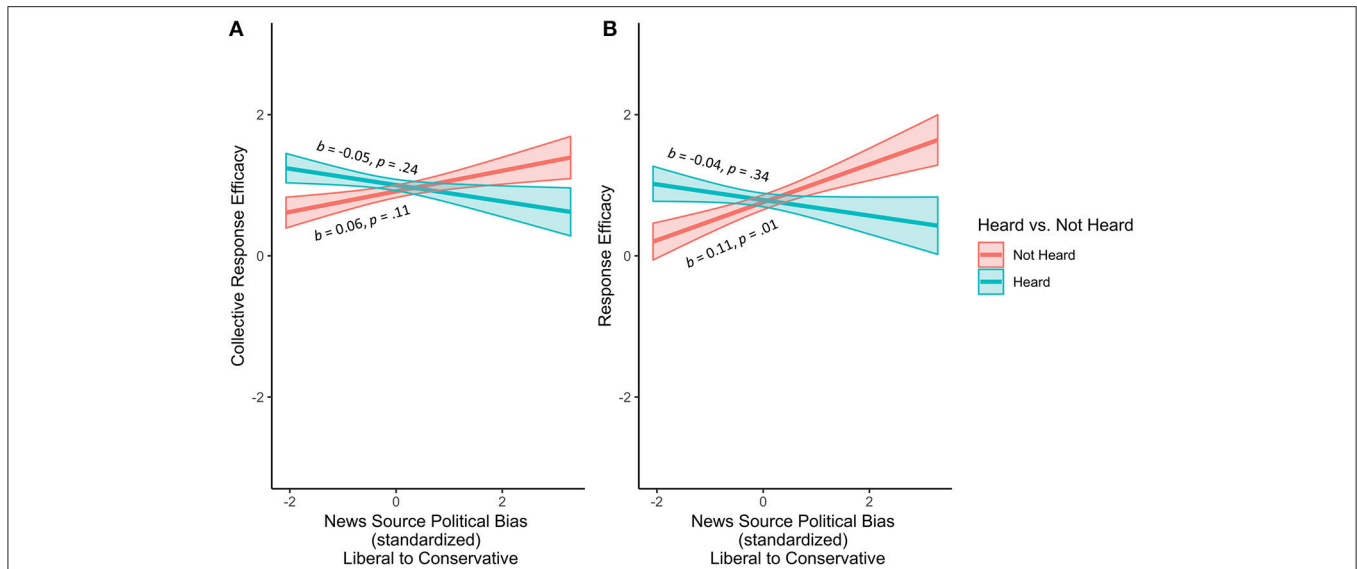 A
Collective Response Efficacy
2
0
-2
b = -0.05, p = .24
b = 0.06, p = .11
-2
0
2
News Source Political Bias
(standardized)
Liberal to Conservative
B
Response Efficacy
2
0
-2
b = -0.04, p = .34
b = 0.11, p = .01
-2
0
2
News Source Political Bias
(standardized)
Liberal to Conservative
Heard vs. Not Heard
Not Heard
Heard